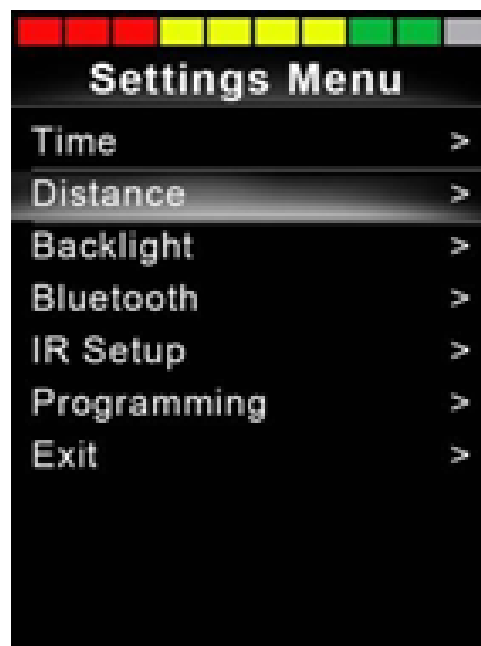 Settings Menu
Time >
Distance >
Backlight >
Bluetooth >
IR Setup >
Programming >
Exit >